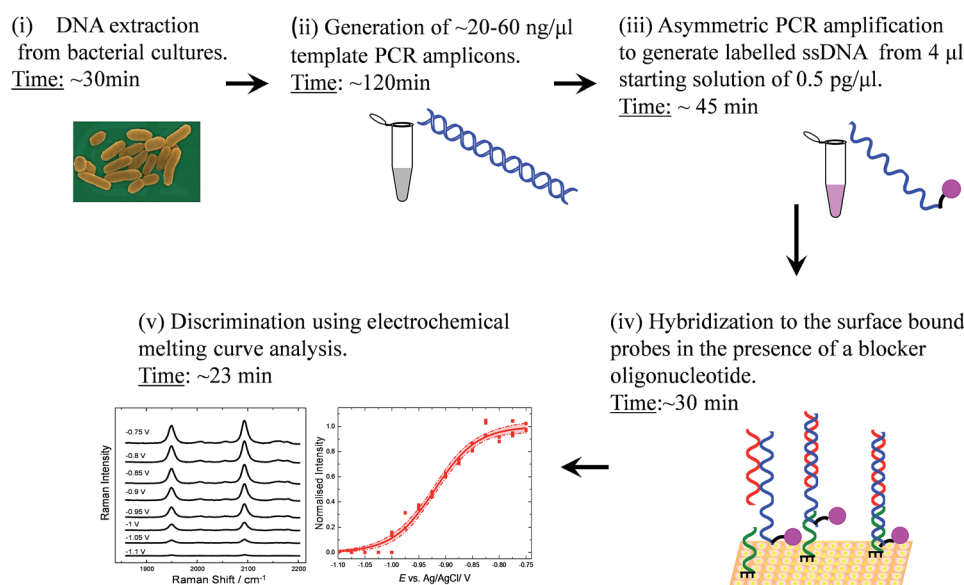 (i) DNA extraction
from bacterial cultures.
Time: ~30min
(ii) Generation of ~20-60 ng/µl
template PCR amplicons.
Time: ~120min
(iii) Asymmetric PCR amplification
to generate labelled ssDNA from 4 µl
starting solution of 0.5 pg/µl.
Time: ~ 45 min
(iv) Hybridization to the surface bound
probes in the presence of a blocker
oligonucleotide.
Time:~30 min
(v) Discrimination using electrochemical
melting curve analysis.
Time: ~23 min
Raman Intensity
-0.75 V
-0.8 V
-0.85 V
-0.9 V
-0.95 V
-1 V
-1.05 V
-1.1 V
1900 2000 2100 2200
Raman Shift / cm⁻¹
Normalised Intensity
1.0
0.8
0.6
0.4
0.2
0.0
-1.10 -1.05 -1.00 -0.95 -0.90 -0.85 -0.80 -0.75
E vs. Ag/AgCl/ V